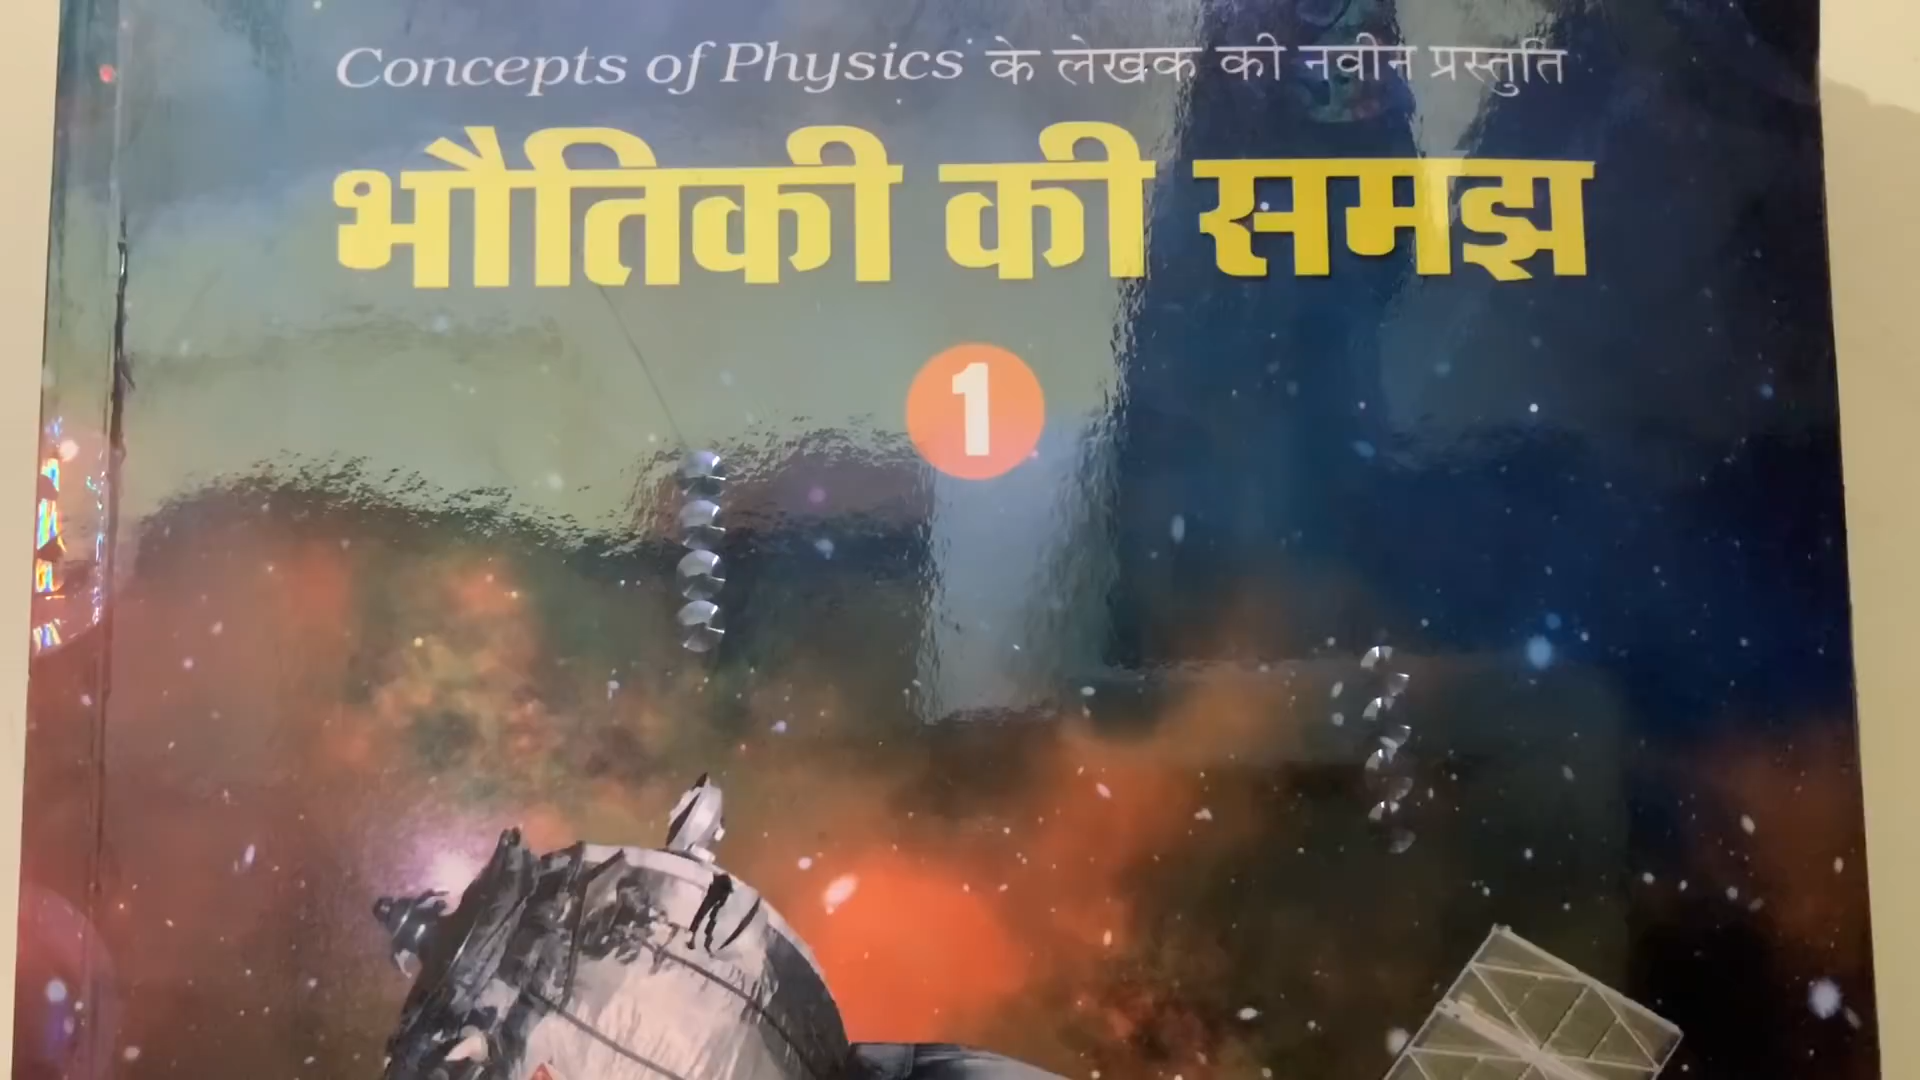 Concepts of Physics के लेखक की नवीन प्रस्तुति
भौतिकी की समझ
1